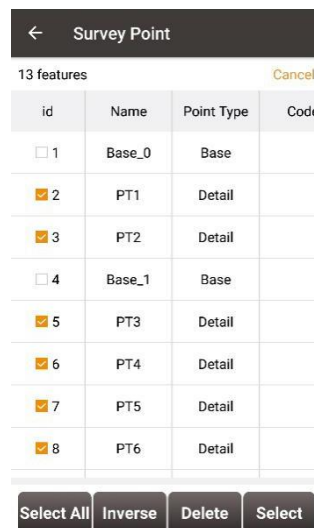 ← Survey Point
13 features Cancel
id Name Point Type Code
1 Base_0 Base
2 PT1 Detail
3 PT2 Detail
4 Base_1 Base
5 PT3 Detail
6 PT4 Detail
7 PT5 Detail
8 PT6 Detail
Select All Inverse Delete Select